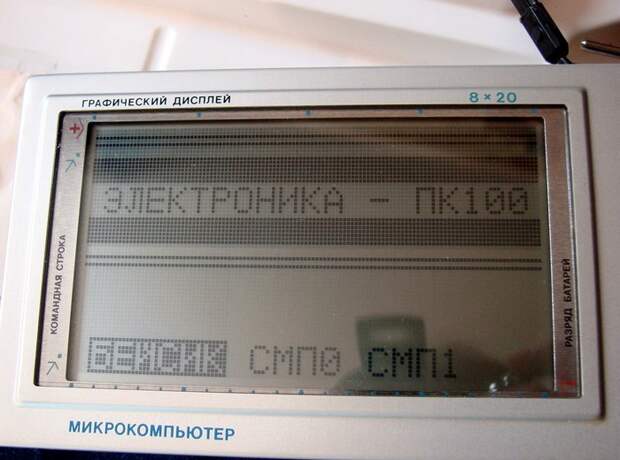 ГРАФИЧЕСКИЙ ДИСПЛЕЙ 8 × 20
КОМАНДНАЯ СТРОКА
ЭЛЕКТРОНИКА - ПК100
БЕЙСИК СМП0 СМП1
РАЗРЯД БАТАРЕЙ
МИКРОКОМПЬЮТЕР